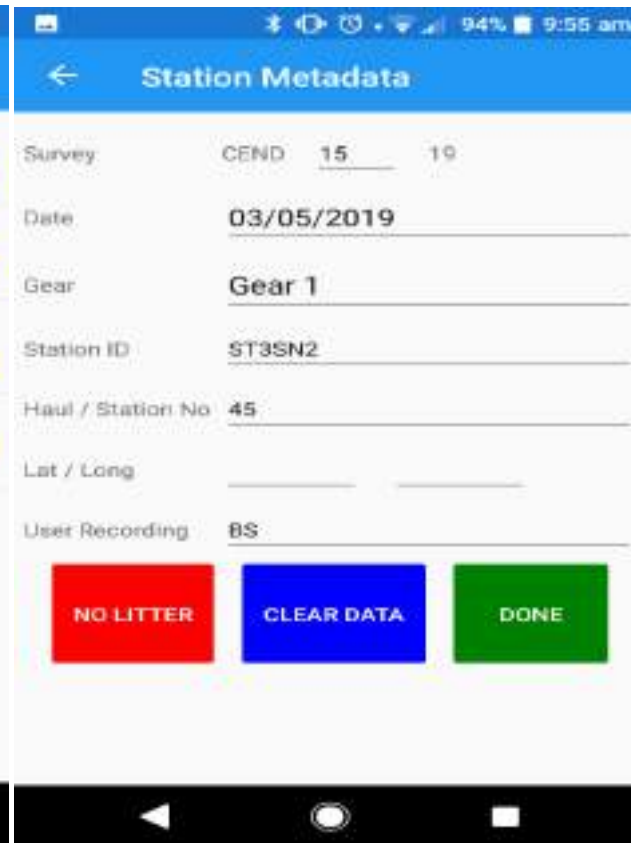 94% 9:55 am
Station Metadata
Survey CEND 15 19
Date 03/05/2019
Gear Gear 1
Station ID ST3SN2
Haul / Station No 45
Lat / Long
User Recording BS
NO LITTER CLEAR DATA DONE